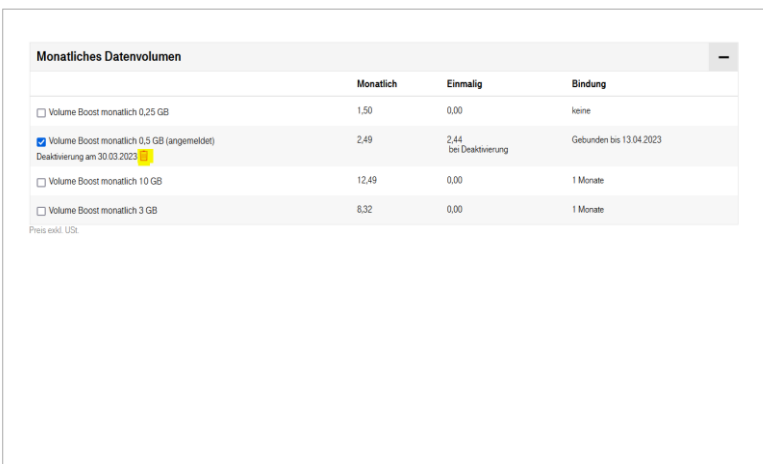 Monatliches Datenvolumen
Monatlich Einmalig Bindung
Volume Boost monatlich 0,25 GB 1,50 0,00 keine
Volume Boost monatlich 0,5 GB (angemeldet) 2,49 2,44 Gebunden bis 13.04.2023
bei Deaktivierung
Deaktivierung am 30.03.2023
Volume Boost monatlich 10 GB 12,49 0,00 1 Monate
Volume Boost monatlich 3 GB 8,32 0,00 1 Monate
Preis exkl. USt.